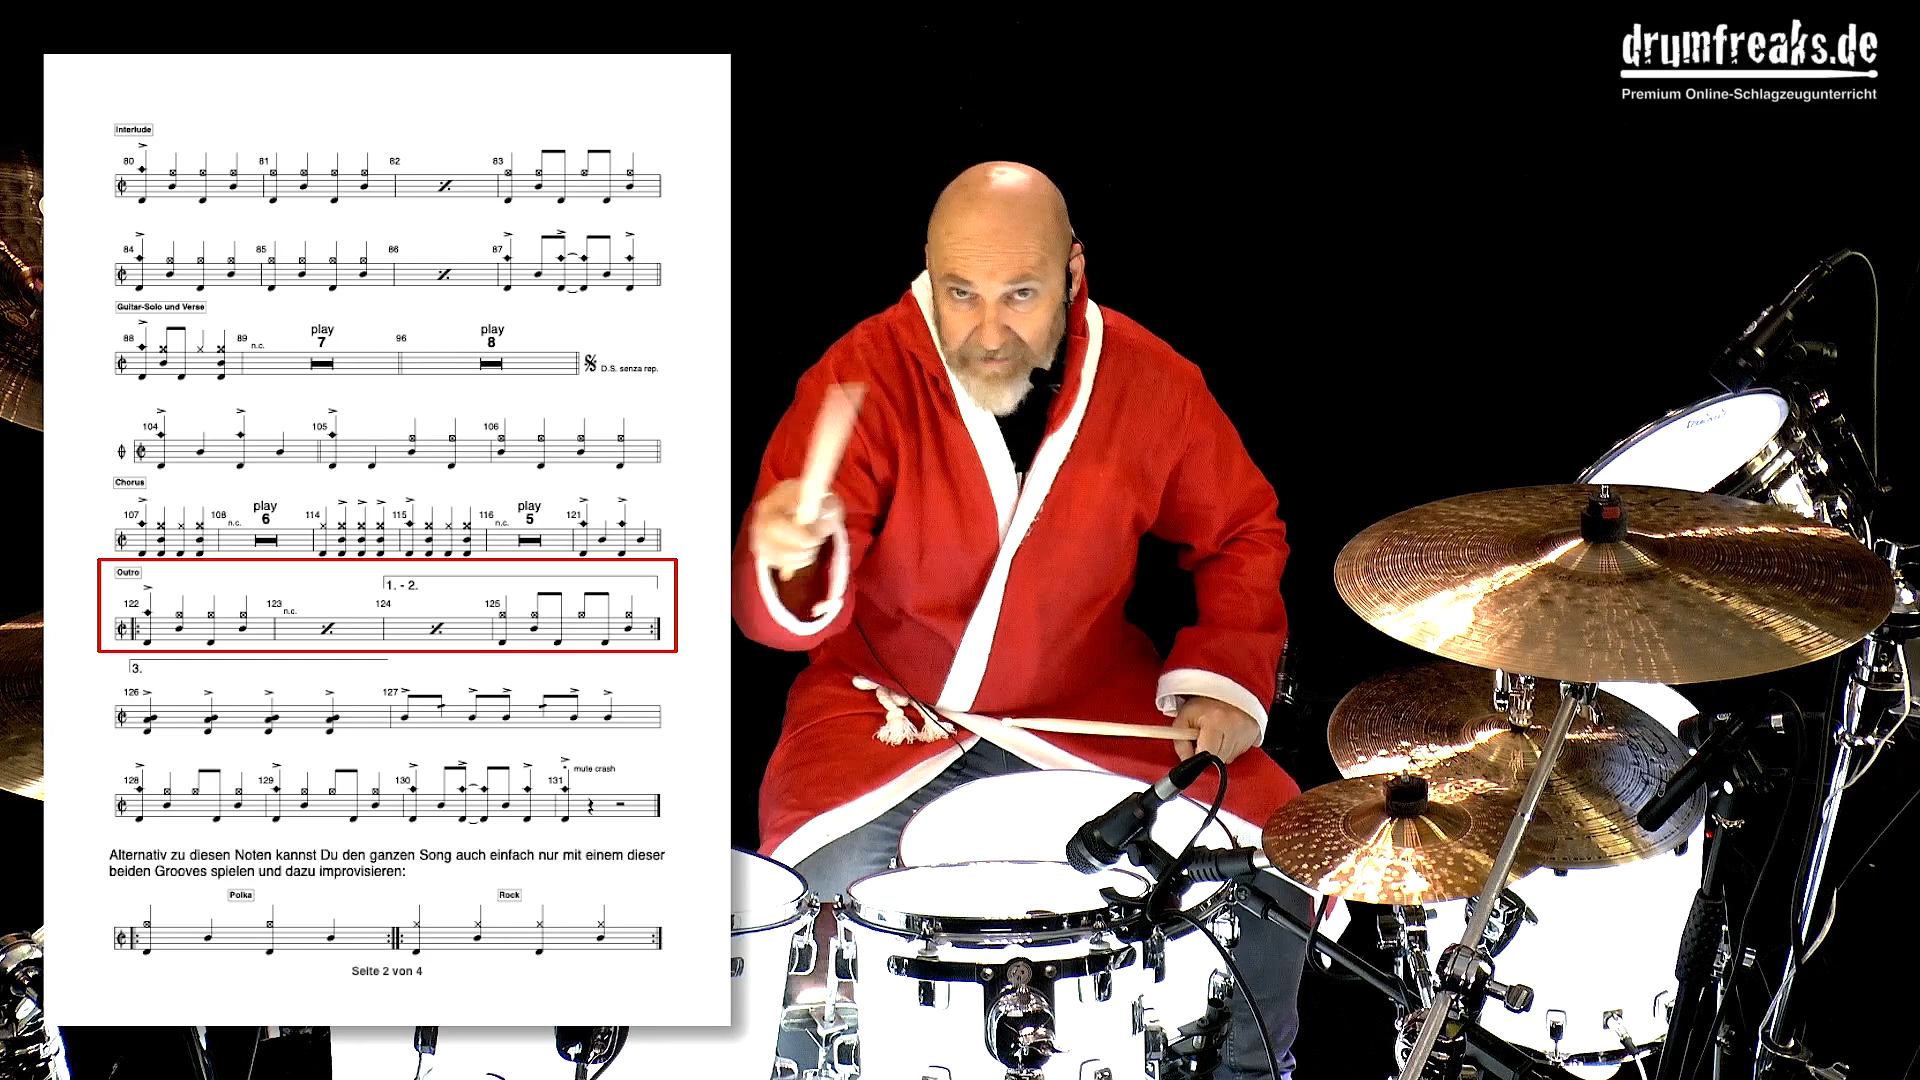 drumfreaks.de
Premium Online-Schlagzeugunterricht
Interlude
80 81 82 83
84 85 86 87
Guitar-Solo und Verse
88 89 n.c. play 7 96 play 8 D.S. senza rep.
104 105 106
Chorus
107 108 n.c. play 6 114 115 116 n.c. play 5 121
Outro
1. - 2.
122 123 n.c. 124 125
3.
126 127
128 129 130 131 mute crash
Alternativ zu diesen Noten kannst Du den ganzen Song auch einfach nur mit einem dieser
beiden Grooves spielen und dazu improvisieren:
Polka Rock
Seite 2 von 4